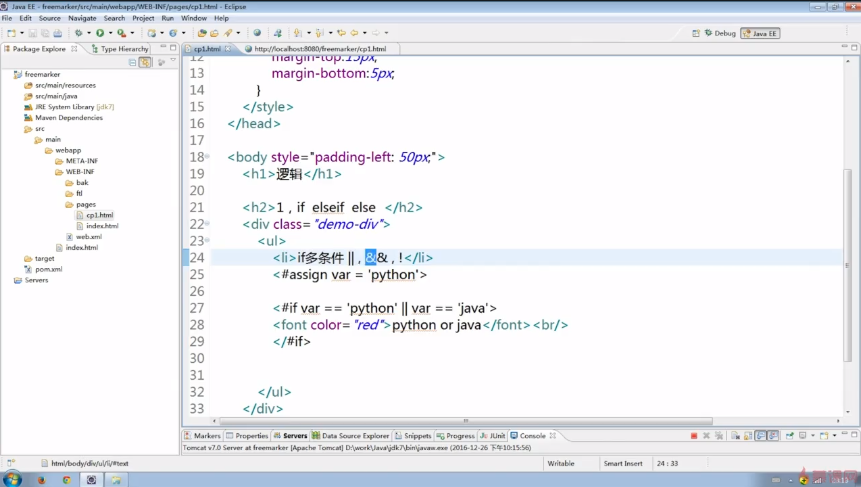 Java EE - freemarker/src/main/webapp/WEB-INF/pages/cp1.html - Eclipse
File Edit Source Navigate Search Project Run Window Help
Debug Java EE
Package Explorer Type Hierarchy
cp1.html http://localhost:8080/freemarker/cp1.html
freemarker
src/main/resources
src/main/java
JRE System Library [jdk7]
Maven Dependencies
src
main
webapp
META-INF
WEB-INF
bak
ftl
pages
cp1.html
index.html
web.xml
index.html
target
pom.xml
Servers
12 margin-top:15px;
13 margin-bottom:5px;
14 }
15 </style>
16 </head>
17
18 <body style="padding-left: 50px;">
19 <h1>逻辑</h1>
20
21 <h2>1 , if elseif else </h2>
22 <div class="demo-div">
23 <ul>
24 <li>if多条件 || , && , !</li>
25 <#assign var = 'python'>
26
27 <#if var == 'python' || var == 'java'>
28 <font color="red">python or java</font><br/>
29 </#if>
30
31
32 </ul>
33 </div>
Markers Properties Servers Data Source Explorer Snippets Progress JUnit Console
Tomcat v7.0 Server at freemarker [Apache Tomcat] D:\work\Java\jdk7\bin\javaw.exe (2016-12-26 下午10:15:56)
html/body/div/ul/li/#text Writable Smart Insert 24 : 33